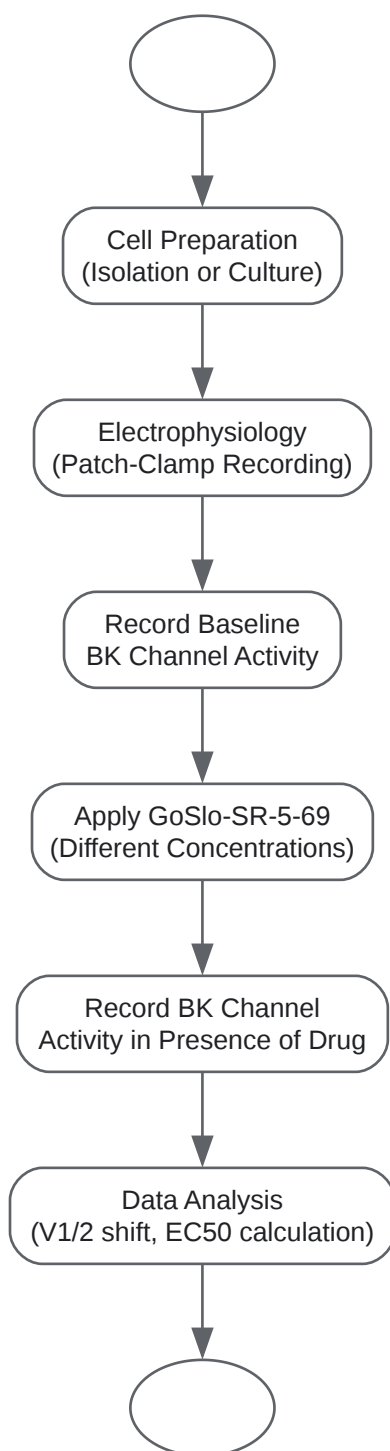 Cell Preparation
(Isolation or Culture)
Electrophysiology
(Patch-Clamp Recording)
Record Baseline
BK Channel Activity
Apply GoSlo-SR-5-69
(Different Concentrations)
Record BK Channel
Activity in Presence of Drug
Data Analysis
(V1/2 shift, EC50 calculation)